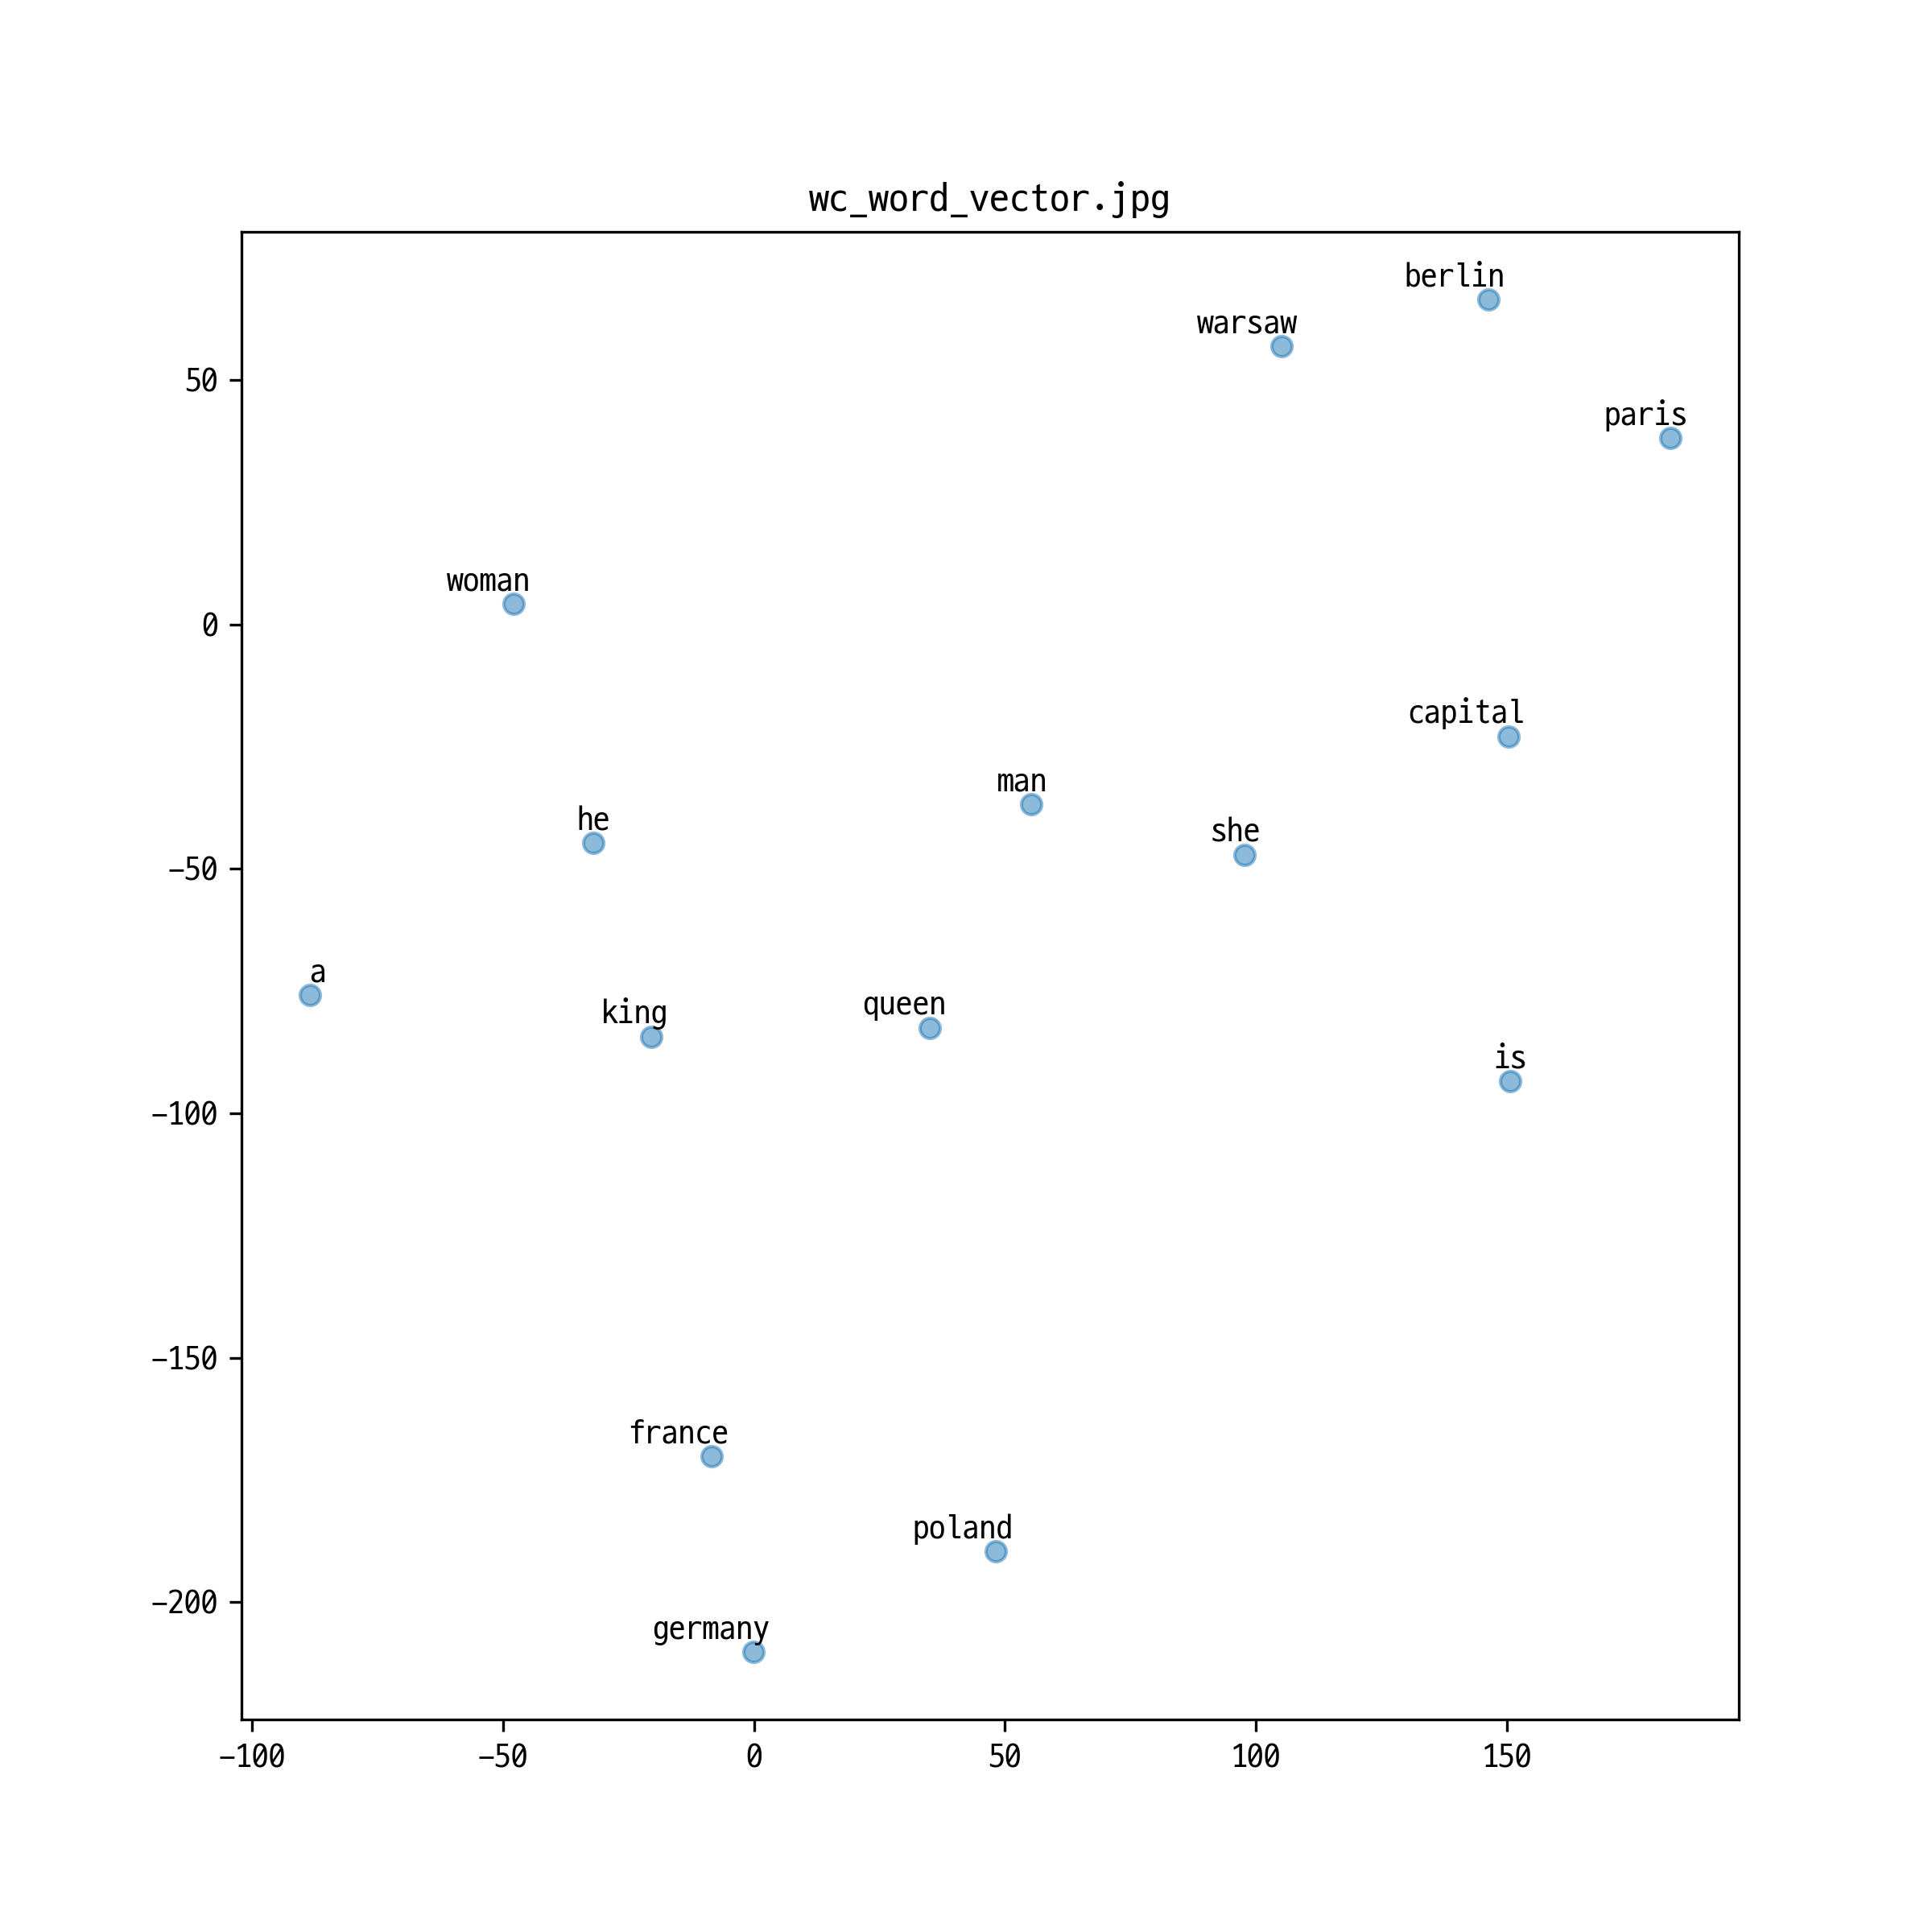 wc_word_vector.jpg
berlin
warsaw
50
paris
woman
0
capital
man
he
she
−50
a
king
queen
is
−100
−150
france
poland
−200
germany
−100
−50
0
50
100
150